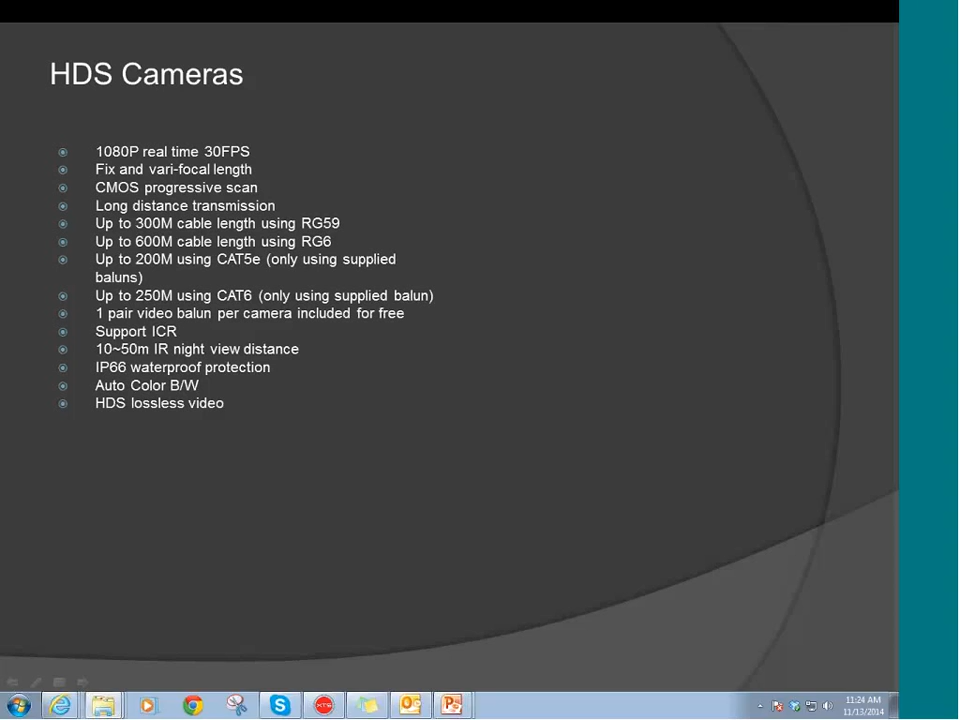 HDS Cameras
1080P real time 30FPS
Fix and vari-focal length
CMOS progressive scan
Long distance transmission
Up to 300M cable length using RG59
Up to 600M cable length using RG6
Up to 200M using CAT5e (only using supplied
baluns)
Up to 250M using CAT6 (only using supplied balun)
1 pair video balun per camera included for free
Support ICR
10~50m IR night view distance
IP66 waterproof protection
Auto Color B/W
HDS lossless video
11:24 AM
11/13/2014